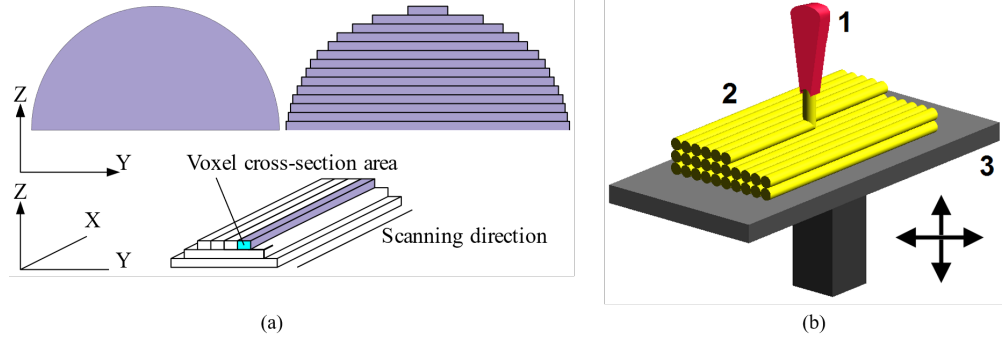 Z
Y
Z
X
Y
Voxel cross-section area
Scanning direction
(a)
1
2
3
(b)